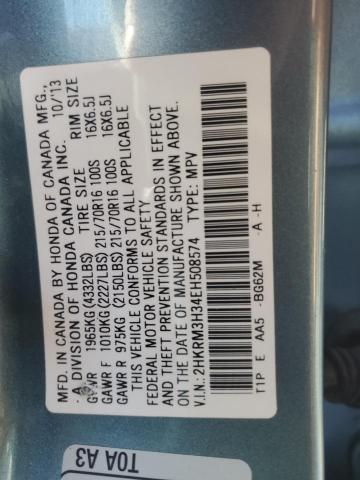 MFD. IN CANADA BY HONDA OF CANADA MFG.,
A DIVISION OF HONDA CANADA INC. 10/'13
TIRE SIZE RIM SIZE
GVWR 1965KG (4332LBS)
GAWR F 1010KG (2227LBS) 215/70R16 100S 16X6.5J
GAWR R 975KG (2150LBS) 215/70R16 100S 16X6.5J
THIS VEHICLE CONFORMS TO ALL APPLICABLE
FEDERAL MOTOR VEHICLE SAFETY
AND THEFT PREVENTION STANDARDS IN EFFECT
ON THE DATE OF MANUFACTURE SHOWN ABOVE.
V.I.N: 2HKRM3H34EH508574 TYPE: MPV
T1P E AA5 -BG62M -A -H
T0A A3